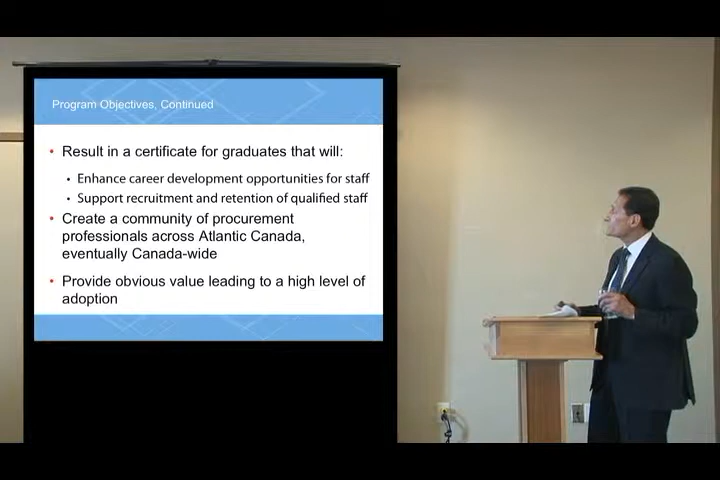 Program Objectives, Continued
• Result in a certificate for graduates that will:
• Enhance career development opportunities for staff
• Support recruitment and retention of qualified staff
• Create a community of procurement
professionals across Atlantic Canada,
eventually Canada-wide
• Provide obvious value leading to a high level of
adoption